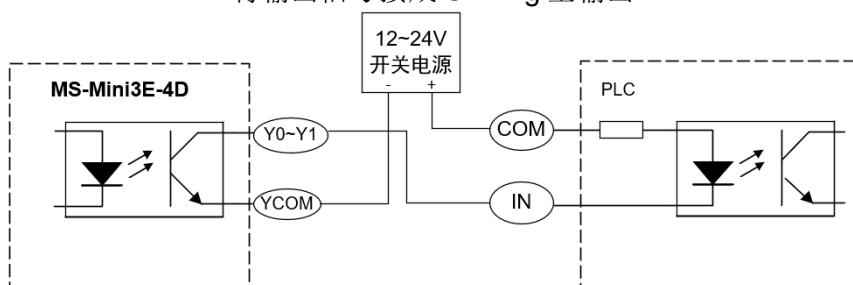 12~24V
开关电源
- +
MS-Mini3E-4D
PLC
Y0~Y1
COM
YCOM
IN